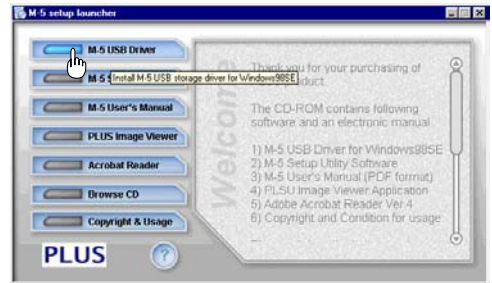 M-5 setup launcher
M-5 USB Driver
M-5 S
Install M-5 USB storage driver for Windows98SE
M-5 User's Manual
PLUS Image Viewer
Acrobat Reader
Browse CD
Copyright & Usage
PLUS
?
Welcome
Thank you for your purchasing of
product.
The CD-ROM contains following
software and an electronic manual.
1) M-5 USB Driver for Windows98SE
2) M-5 Setup Utility Software
3) M-5 User's Manual (PDF format)
4) PLSU Image Viewer Application
5) Adobe Acrobat Reader Ver 4
6) Copyright and Condition for usage